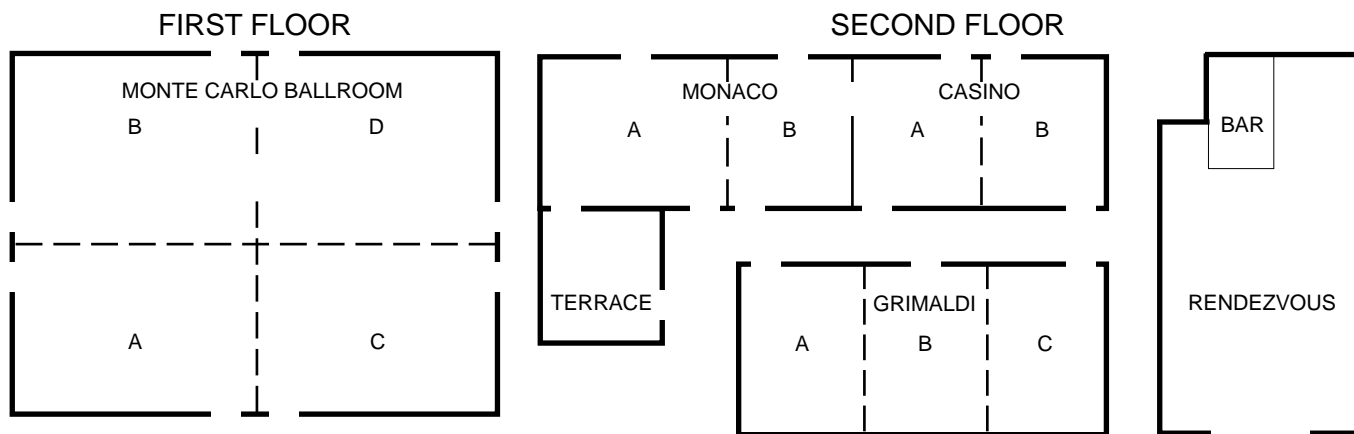 FIRST FLOOR
MONTE CARLO BALLROOM
B D
A C
SECOND FLOOR
MONACO CASINO
A B A B
TERRACE
GRIMALDI
A B C
BAR
RENDEZVOUS